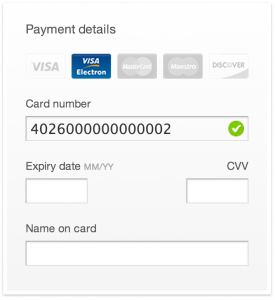 Payment details
VISA VISA Electron MasterCard Maestro DISCOVER
Card number
4026000000000002
Expiry date MM/YY CVV
Name on card